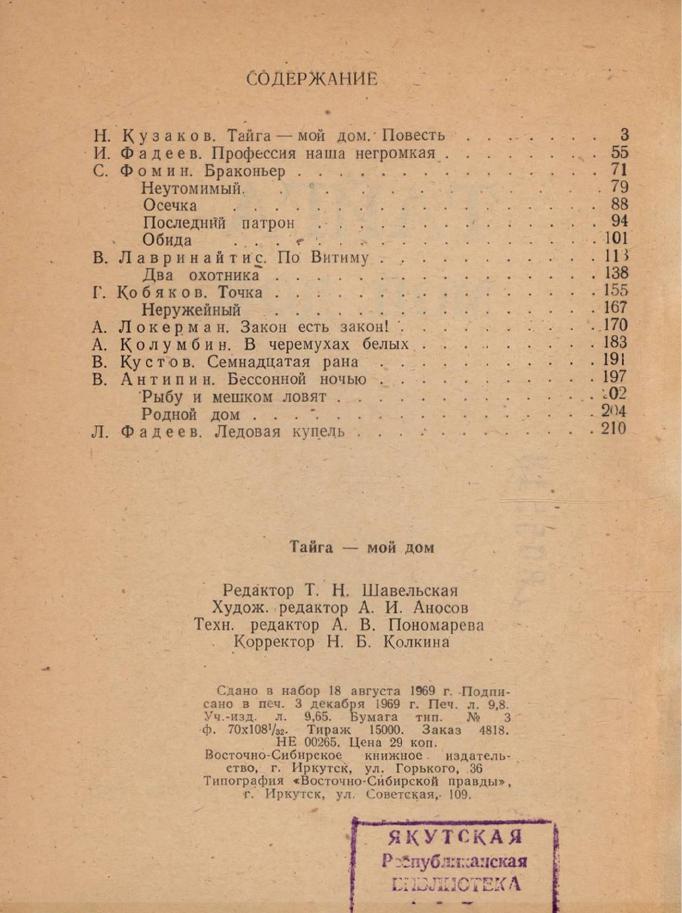 СОДЕРЖАНИЕ
Н. Кузаков. Тайга — мой дом. Повесть . . . . . . . 3
И. Фадеев. Профессия наша негромкая . . . . . . . . 55
С. Фомин. Браконьер . . . . . . . . . . . . . . 71
Неутомимый. . . . . . . . . . . . . . . 79
Осечка . . . . . . . . . . . . . . . . 88
Последний патрон . . . . . . . . . . . . . 94
Обида . . . . . . . . . . . . . . . . 101
В. Лавринайтис. По Витиму . . . . . . . . . . . 113
Два охотника . . . . . . . . . . . . . . 138
Г. Кобяков. Точка . . . . . . . . . . . . . . . 155
Неружейный . . . . . . . . . . . . . . 167
А. Локерман. Закон есть закон! . . . . . . . . . . 170
А. Колумбин. В черемухах белых . . . . . . . . . 183
В. Кустов. Семнадцатая рана . . . . . . . . . . . 191
В. Антипин. Бессонной ночью . . . . . . . . . . . 197
Рыбу и мешком ловят . . . . . . . . . . . 202
Родной дом . . . . . . . . . . . . . . 204
Л. Фадеев. Ледовая купель . . . . . . . . . . . 210
Тайга — мой дом
Редактор Т. Н. Шавельская
Худож. редактор А. И. Аносов
Техн. редактор А. В. Пономарева
Корректор Н. Б. Колкина
Сдано в набор 18 августа 1969 г. Подпи-
сано в печ. 3 декабря 1969 г. Печ. л. 9,8.
Уч.-изд. л. 9,65. Бумага тип. № 3
ф. 70х108¹/₃₂. Тираж 15000. Заказ 4818.
НЕ 00265. Цена 29 коп.
Восточно-Сибирское книжное издатель-
ство, г. Иркутск, ул. Горького, 36
Типография «Восточно-Сибирской правды»,
г. Иркутск, ул. Советская, 109.
ЯКУТСКАЯ
Республиканская
БИБЛИОТЕКА